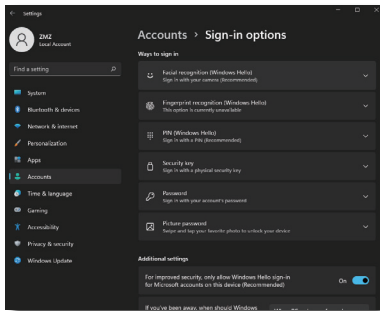 Settings
ZMZ
Local Account
Find a setting
System
Bluetooth & devices
Network & internet
Personalization
Apps
Accounts
Time & language
Gaming
Accessibility
Privacy & security
Windows Update
Accounts > Sign-in options
Ways to sign in
Facial recognition (Windows Hello)
Sign in with your camera (Recommended)
Fingerprint recognition (Windows Hello)
This option is currently unavailable
PIN (Windows Hello)
Sign in with a PIN (Recommended)
Security key
Sign in with a physical security key
Password
Sign in with your account's password
Picture password
Swipe and tap your favorite photo to unlock your device
Additional settings
For improved security, only allow Windows Hello sign-in
for Microsoft accounts on this device (Recommended)
On
If you've been away, when should Windows